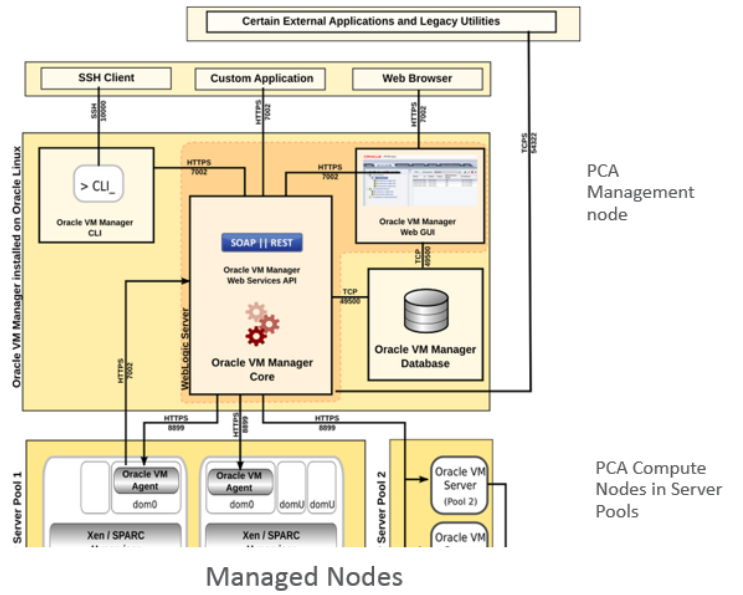 Certain External Applications and Legacy Utilities
SSH Client
Custom Application
Web Browser
SSH
10000
HTTPS
7002
HTTPS
7002
TCPS
54322
Oracle VM Manager installed on Oracle Linux
HTTPS
7002
HTTPS
7002
> CLI_
Oracle VM Manager
CLI
Oracle VM Manager
Web GUI
PCA
Management
node
SOAP || REST
Oracle VM Manager
Web Services API
TCP
49500
TCP
49500
WebLogic Server
Oracle VM Manager
Core
Oracle VM Manager
Database
HTTPS
7002
HTTPS
8899
HTTPS
8899
HTTPS
8899
Server Pool 1
Oracle VM
Agent
dom0
Oracle VM
Agent
dom0
domU
domU
Xen / SPARC
Xen / SPARC
Server Pool 2
Oracle VM
Server
(Pool 2)
Oracle VM
PCA Compute
Nodes in Server
Pools
Managed Nodes